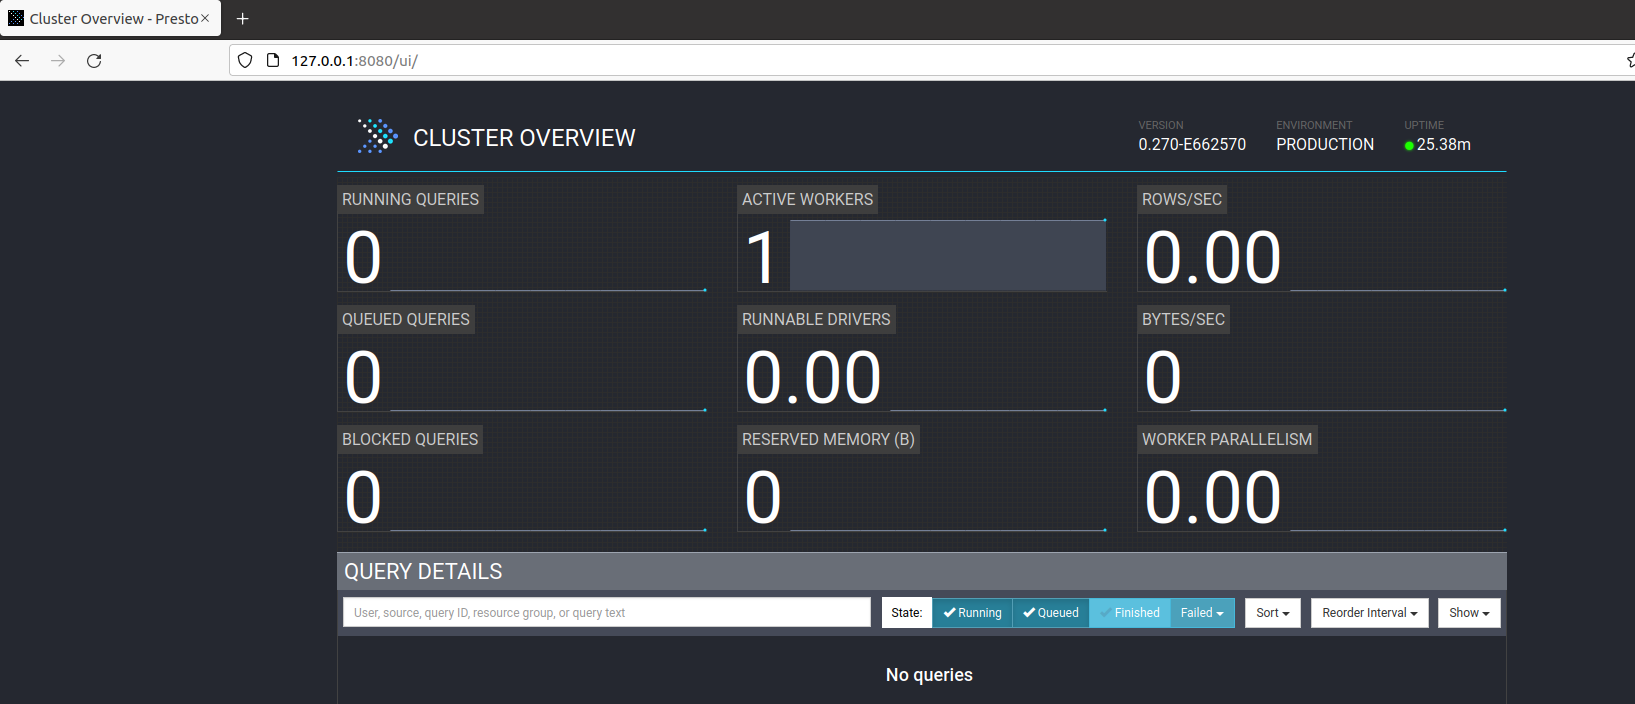 Cluster Overview - Presto
127.0.0.1:8080/ui/
CLUSTER OVERVIEW
VERSION ENVIRONMENT UPTIME
0.270-E662570 PRODUCTION 25.38m
RUNNING QUERIES ACTIVE WORKERS ROWS/SEC
0 1 0.00
QUEUED QUERIES RUNNABLE DRIVERS BYTES/SEC
0 0.00 0
BLOCKED QUERIES RESERVED MEMORY (B) WORKER PARALLELISM
0 0 0.00
QUERY DETAILS
User, source, query ID, resource group, or query text State: Running Queued Finished Failed Sort Reorder Interval Show
No queries